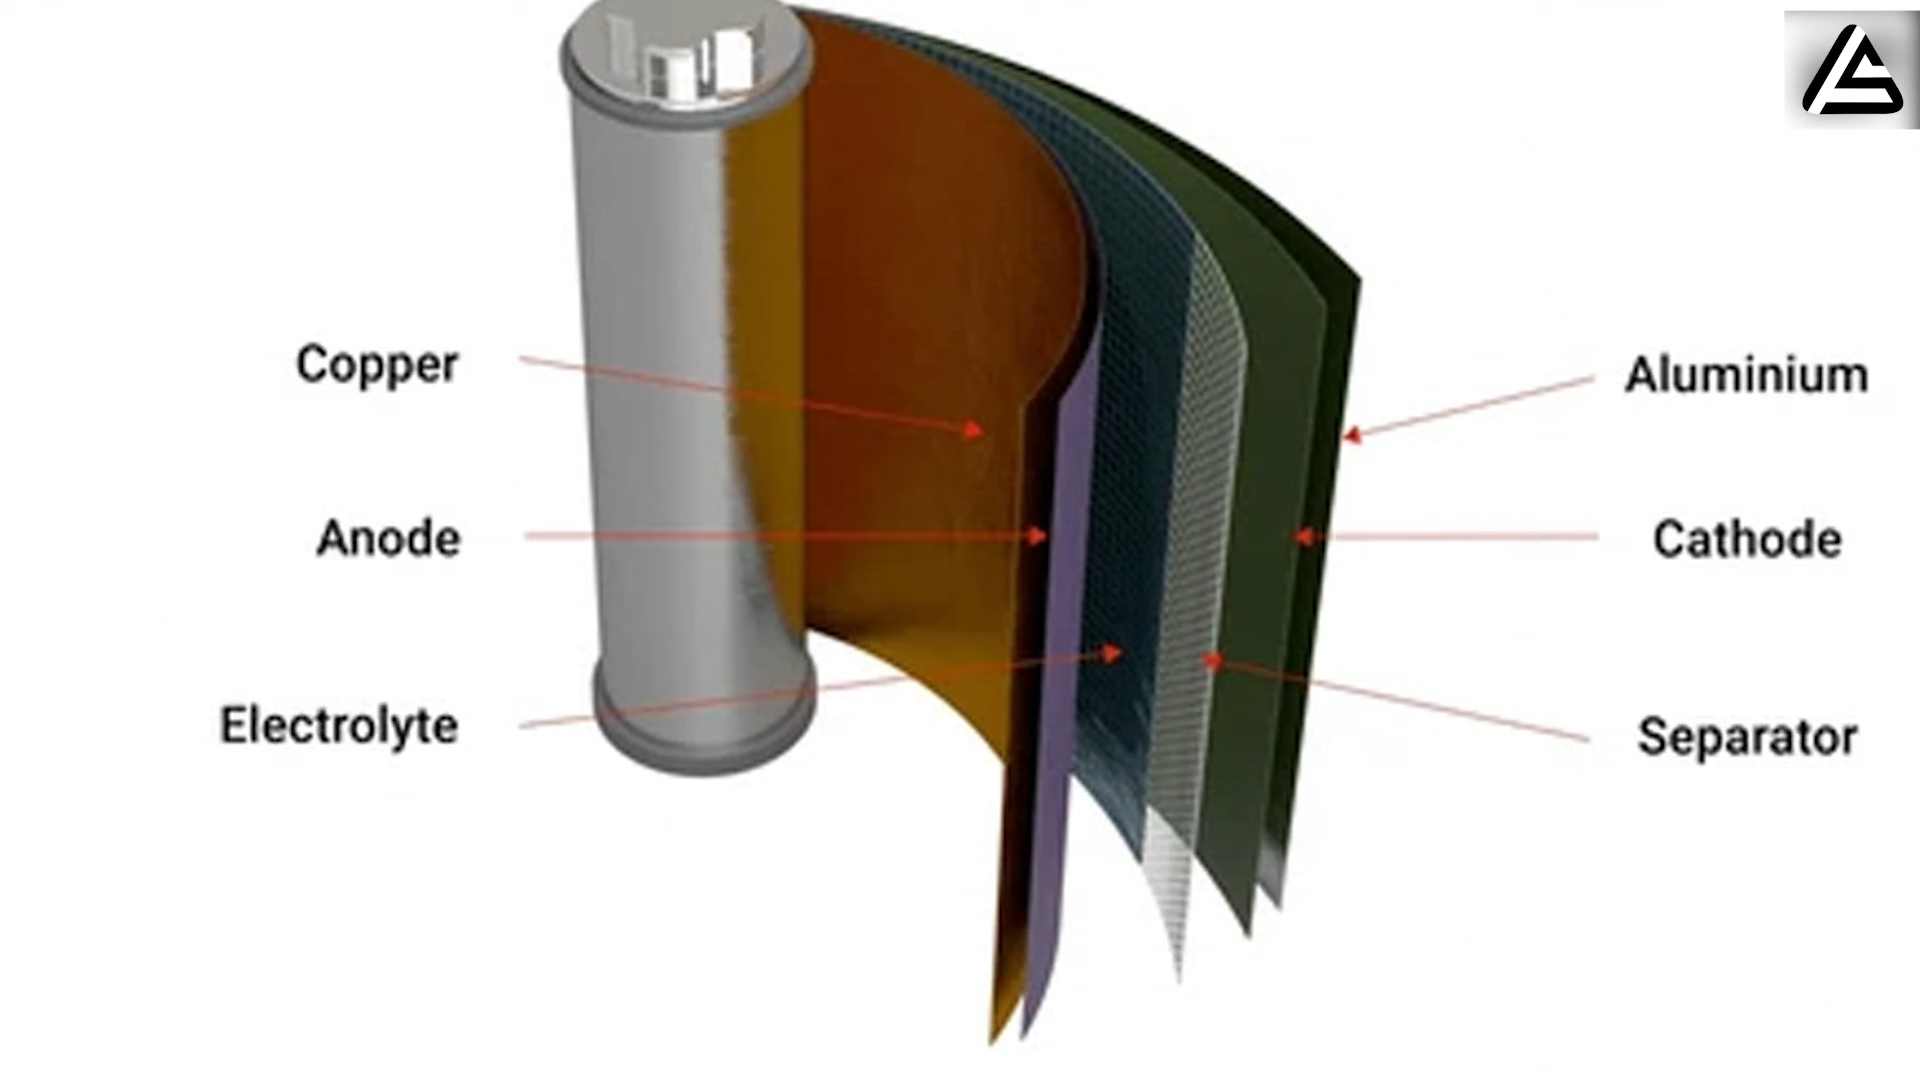 Copper
Anode
Electrolyte
Aluminium
Cathode
Separator